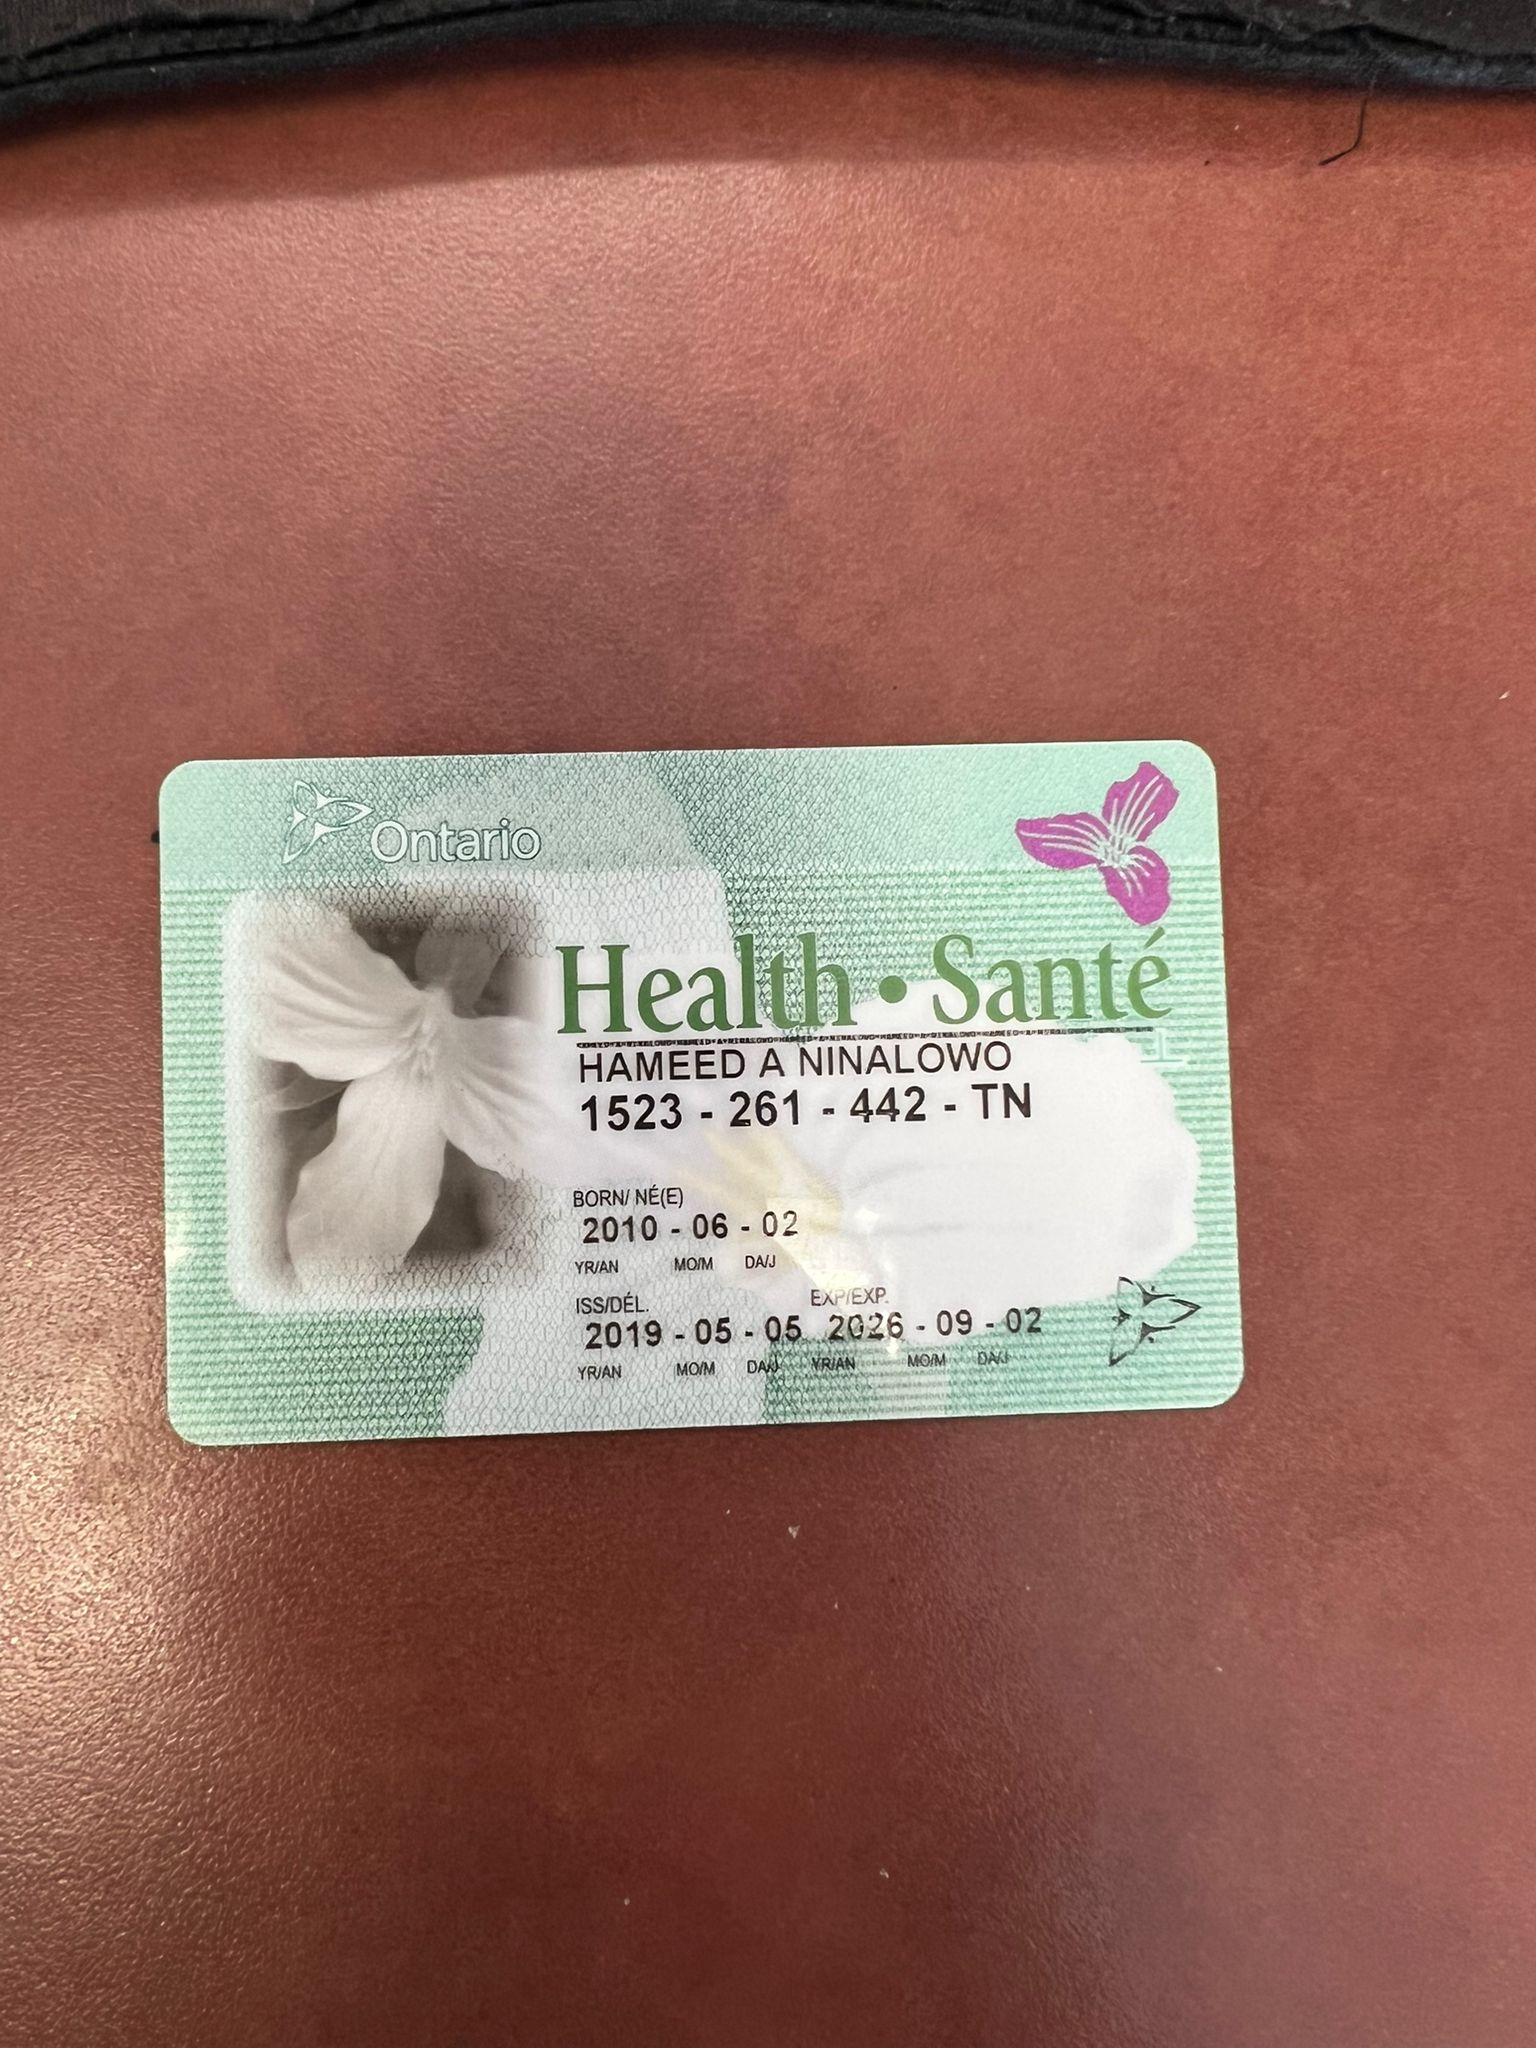 Ontario
Health • Santé
HAMEED A NINALOWO
1523 - 261 - 442 - TN
BORN/ NÉ(E)
2010 - 06 - 02
YR/AN MO/M DA/J
ISS/DÉL. EXP/EXP.
2019 - 05 - 05 2026 - 09 - 02
YR/AN MO/M DA/J YR/AN MO/M DA/J